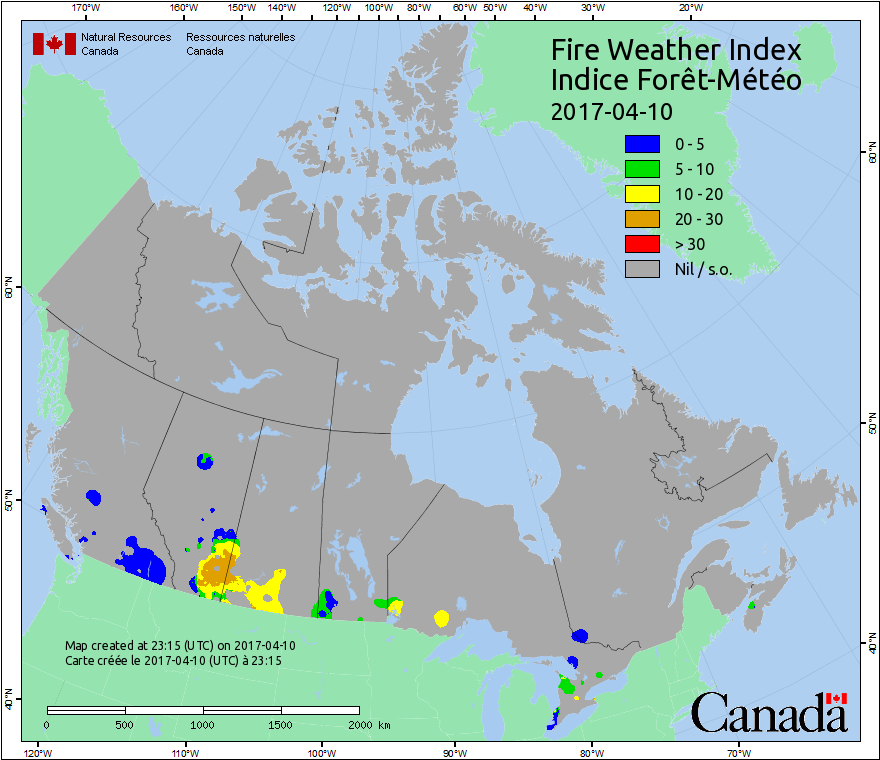 170°W 160°W 150°W 140°W 130°W 120°W 110°W 100°W 90°W 80°W 70°W 60°W 50°W 40°W 30°W 20°W
Natural Resources Canada
Ressources naturelles Canada
Fire Weather Index
Indice Forêt-Météo
2017-04-10
0 - 5
5 - 10
10 - 20
20 - 30
> 30
Nil / s.o.
60°N
50°N
40°N
60°N
50°N
40°N
Map created at 23:15 (UTC) on 2017-04-10
Carte créée le 2017-04-10 (UTC) à 23:15
0 500 1000 1500 2000 km
Canada
120°W 110°W 100°W 90°W 80°W 70°W